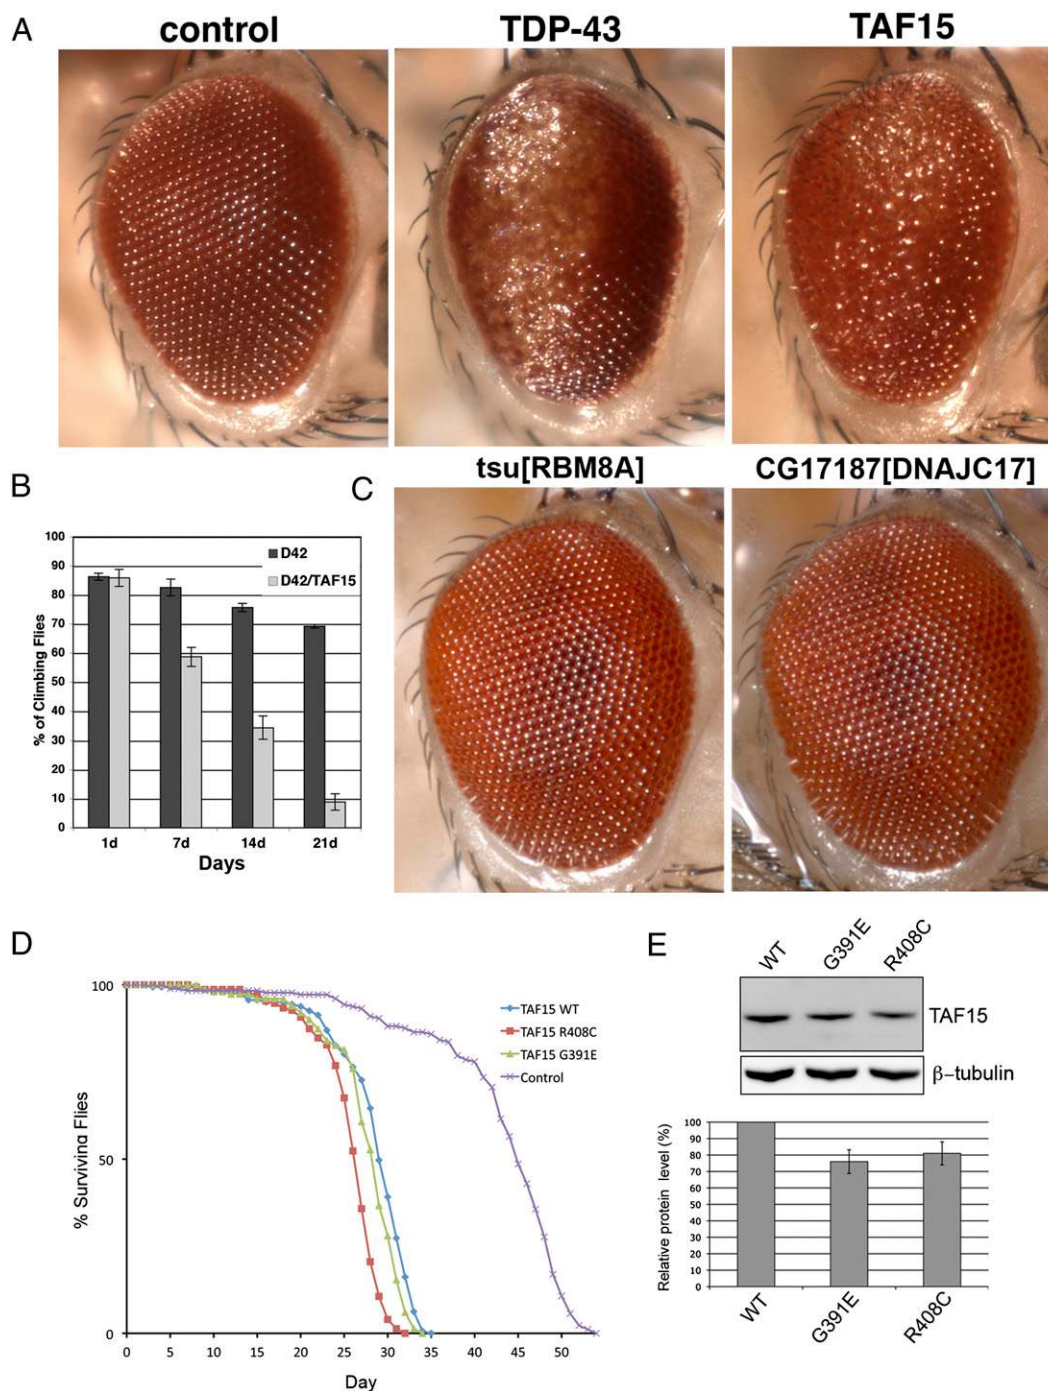 A
control
TDP-43
TAF15
tsu[RBM8A]
CG17187[DNAJC17]
B
100
90
80
70
60
50
40
30
20
10
0
% of Climbing Flies
D42
D42/TAF15
1d 7d 14d 21d
Days
C
D
100
50
0
% Surviving Flies
TAF15 WT
TAF15 R408C
TAF15 G391E
Control
0 5 10 15 20 25 30 35 40 45 50
Day
E
WT G391E R408C
TAF15
β-tubulin
100
90
80
70
60
50
40
30
20
10
0
Relative protein level (%)
WT G391E R408C